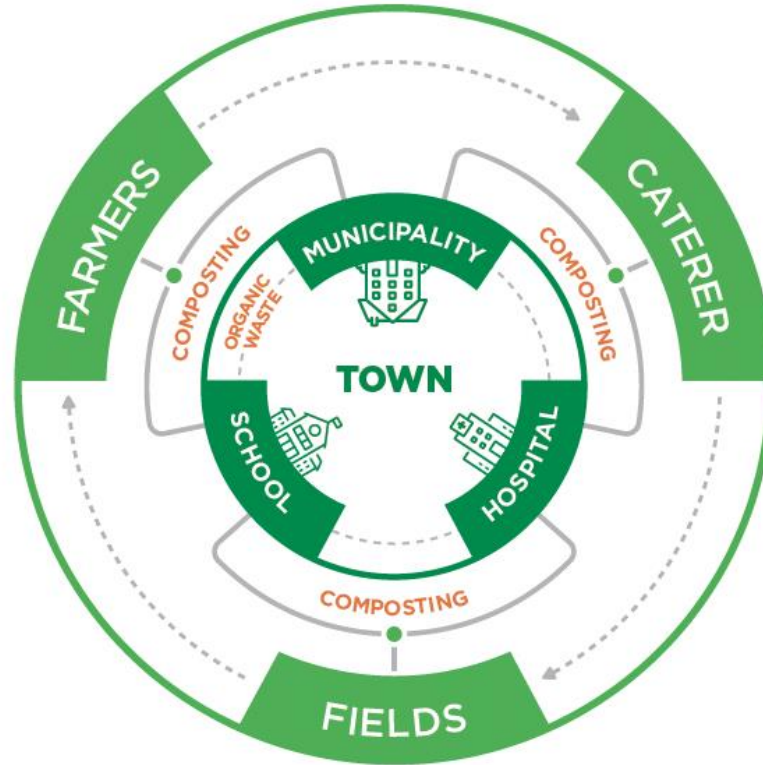 FARMERS
CATERER
COMPOSTING
ORGANIC
WASTE
MUNICIPALITY
COMPOSTING
TOWN
SCHOOL
HOSPITAL
COMPOSTING
FIELDS